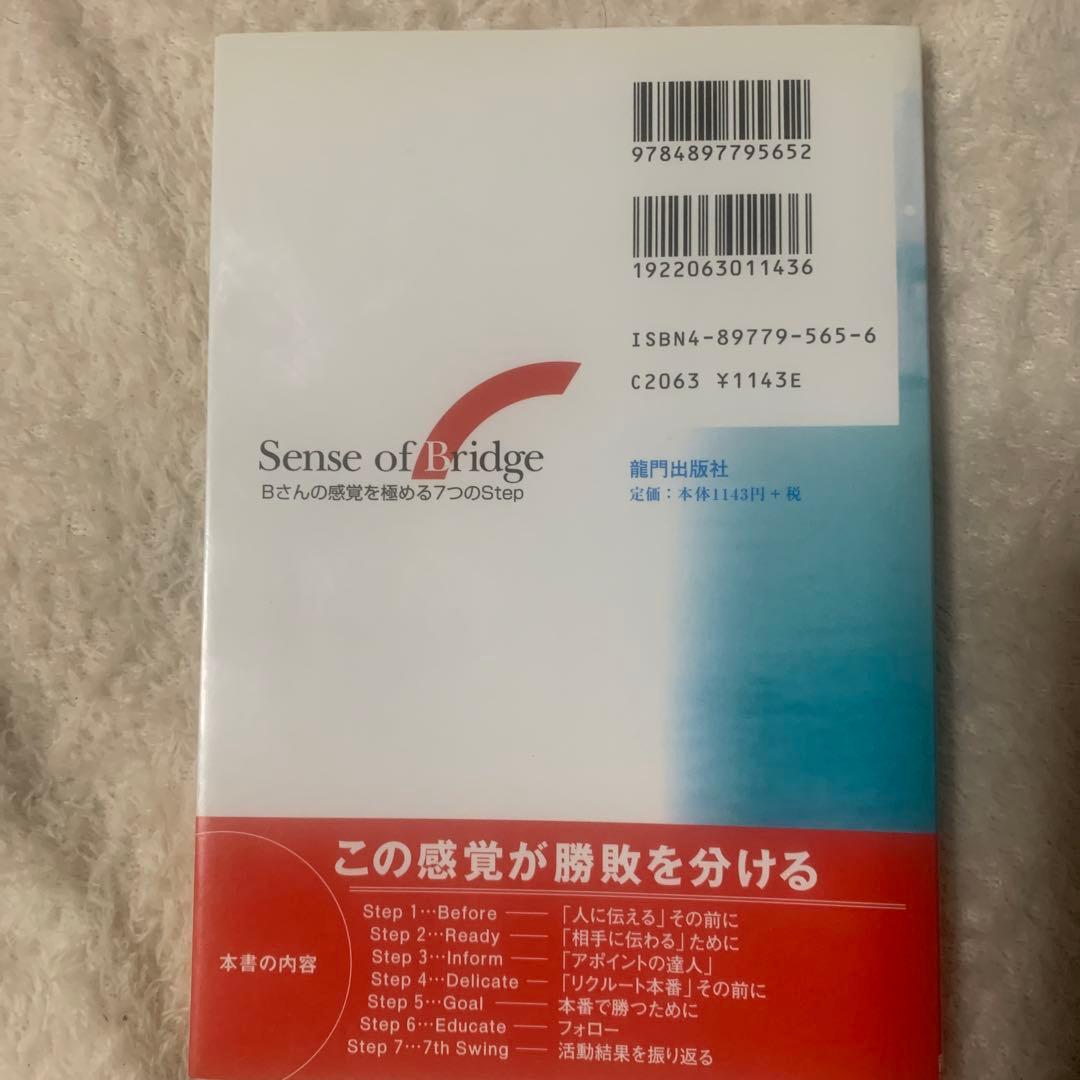 9784897795652
1922063011436
ISBN4-89779-565-6
C2063 ¥1143E
Sense of Bridge
Bさんの感覚を極める7つのStep
龍門出版社
定価：本体1143円＋税
この感覚が勝敗を分ける
本書の内容
Step 1…Before ―― 「人に伝える」その前に
Step 2…Ready ―― 「相手に伝わる」ために
Step 3…Inform ―― 「アポイントの達人」
Step 4…Delicate ― 「リクルート本番」その前に
Step 5…Goal ―― 本番で勝つために
Step 6…Educate ― フォロー
Step 7…7th Swing ― 活動結果を振り返る